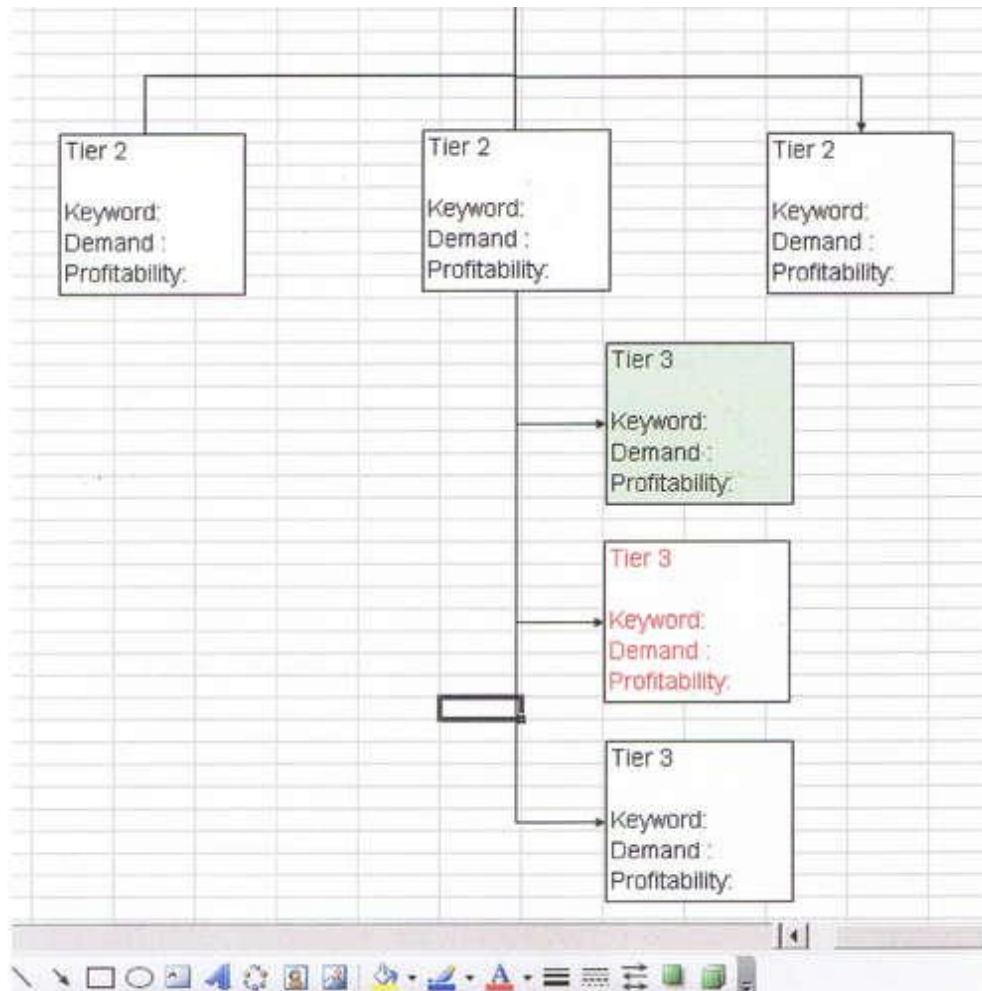 Tier 2
Keyword:
Demand :
Profitability:
Tier 2
Keyword:
Demand :
Profitability:
Tier 2
Keyword:
Demand :
Profitability:
Tier 3
Keyword:
Demand :
Profitability:
Tier 3
Keyword:
Demand :
Profitability:
Tier 3
Keyword:
Demand :
Profitability:
A